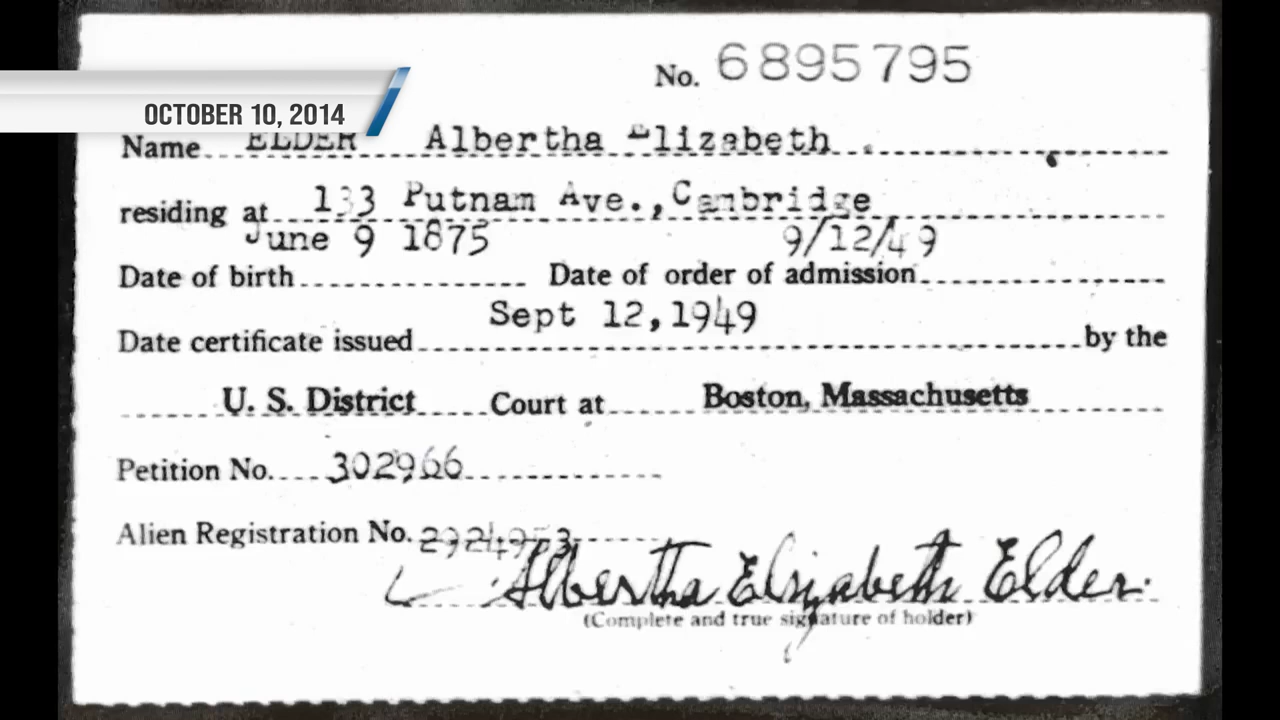 No. 6895795
OCTOBER 10, 2014
Name ELDER Albertha Elizabeth
residing at 133 Putnam Ave., Cambridge
June 9 1875 9/12/49
Date of birth Date of order of admission
Sept 12, 1949
Date certificate issued by the
U. S. District Court at Boston, Massachusetts
Petition No. 302966
Alien Registration No.
Albertha Elizabeth Elder
(Complete and true signature of holder)